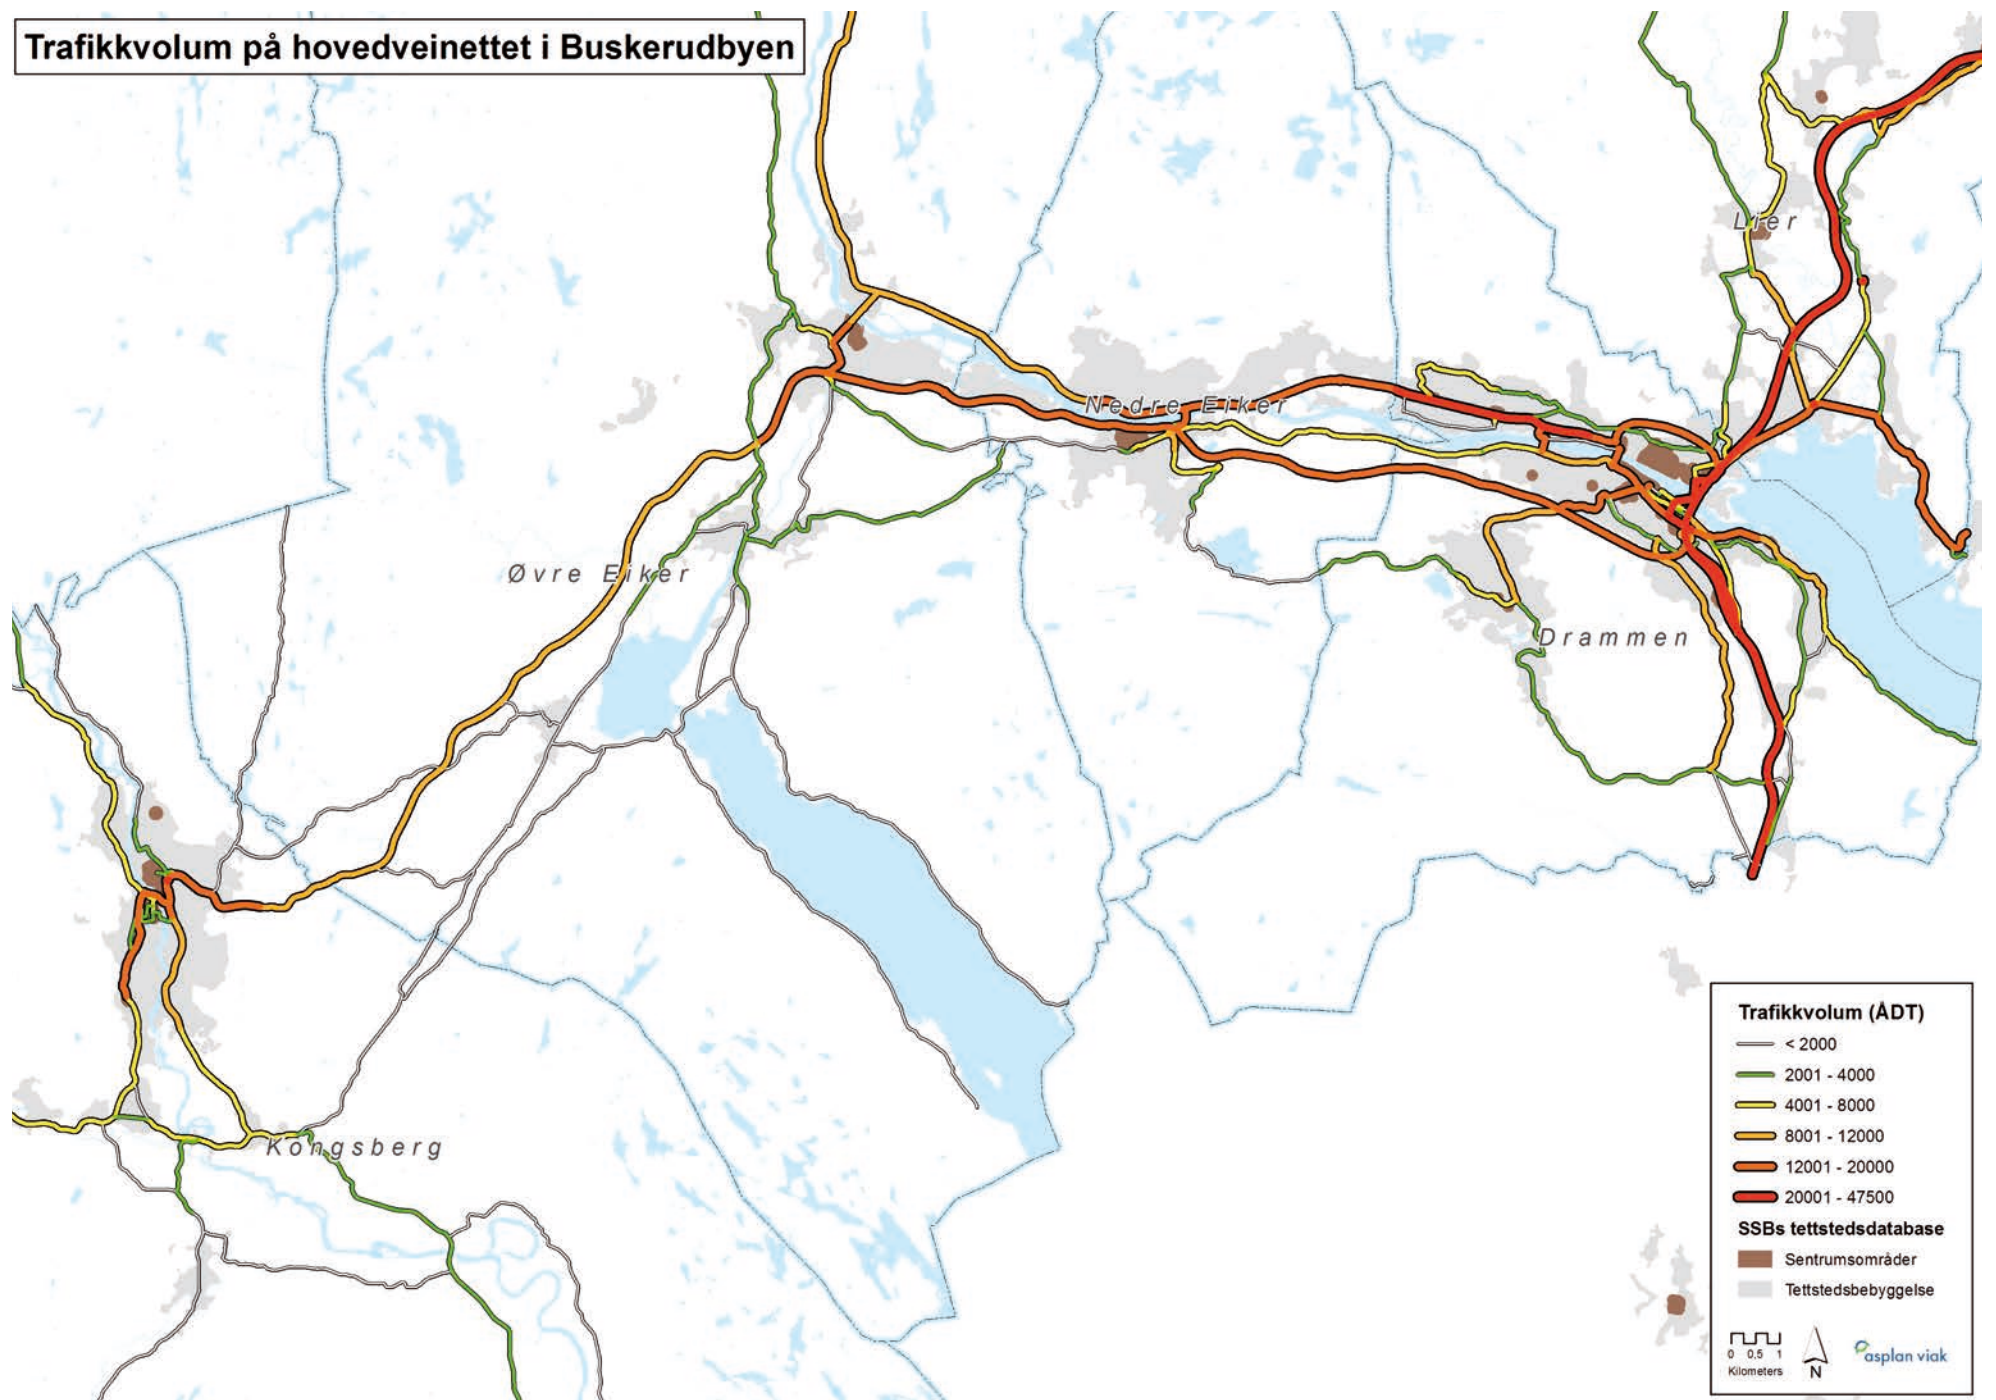 Trafikkvolum på hovedveinettet i Buskerudbyen
Lier
Nedre Eiker
Øvre Eiker
Drammen
Kongsberg
Trafikkvolum (ÅDT)
< 2000
2001 - 4000
4001 - 8000
8001 - 12000
12001 - 20000
20001 - 47500
SSBs tettstedsdatabase
Sentrumsområder
Tettstedsbebyggelse
0 0,5 1
Kilometers
N
asplan viak